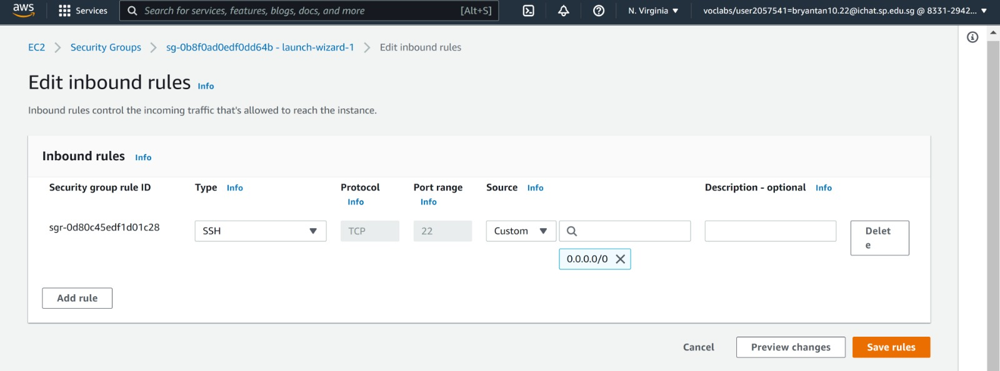 aws Services Search for services, features, blogs, docs, and more [Alt+S] N. Virginia voclabs/user2057541=bryantan10.22@ichat.sp.edu.sg @ 8331-2942...
EC2 Security Groups sg-0b8f0ad0edf0dd64b - launch-wizard-1 Edit inbound rules
Edit inbound rules Info
Inbound rules control the incoming traffic that's allowed to reach the instance.
Inbound rules Info
Security group rule ID Type Info Protocol Info Port range Info Source Info Description - optional Info
sgr-0d80c45edf1d01c28 SSH TCP 22 Custom Delet
e
0.0.0.0/0
Add rule
Cancel Preview changes Save rules